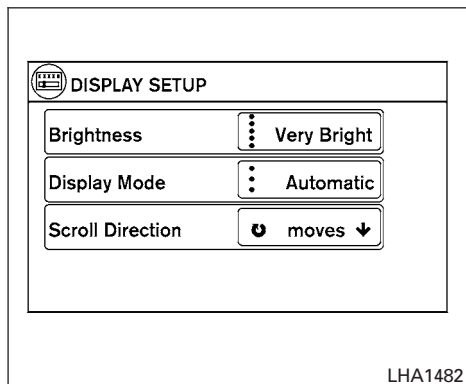 DISPLAY SETUP
Brightness Very Bright
Display Mode Automatic
Scroll Direction moves
LHA1482